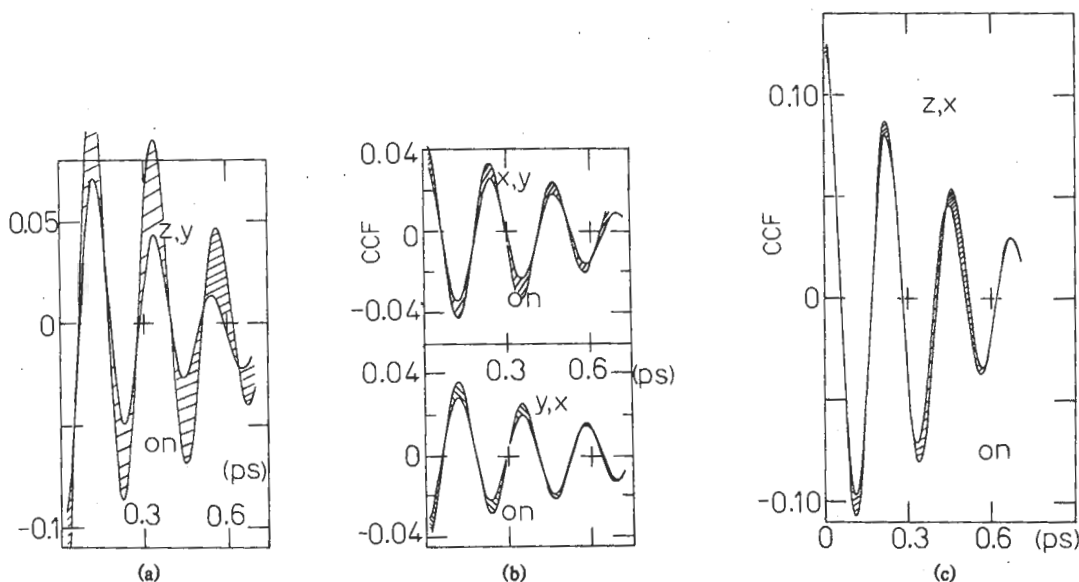 0.05
0
-0.1
z,y
on
(ps)
0.3
0.6
(a)
CCF
0.04
0
-0.04
x,y
on
0.3
0.6
(ps)
0.04
0
-0.04
y,x
on
(b)
CCF
0.10
0
-0.10
z,x
on
0
0.3
0.6
(ps)
(c)